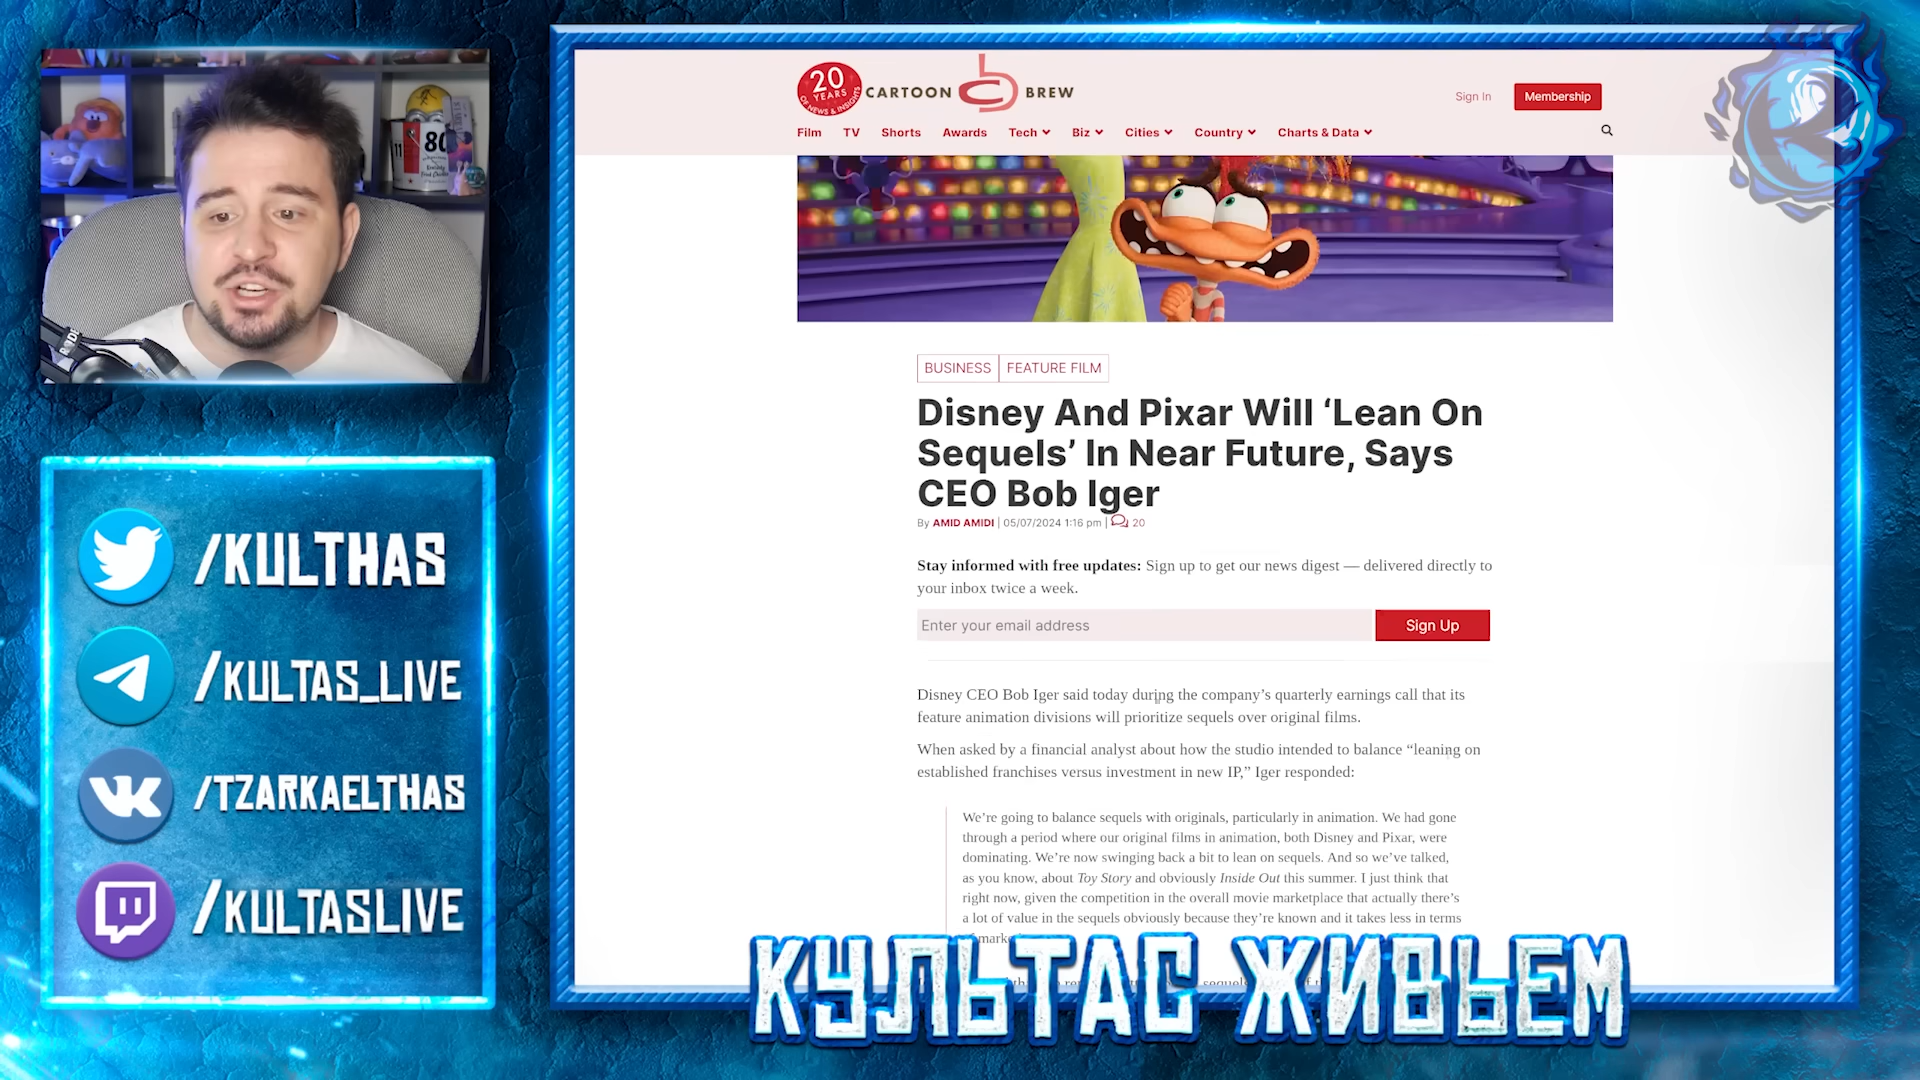 20
YEARS
OF NEWS & INSIGHTS
CARTOON BREW
Sign In
Membership
Film TV Shorts Awards Tech Biz Cities Country Charts & Data
80
RODE
BUSINESS FEATURE FILM
Disney And Pixar Will ‘Lean On
Sequels’ In Near Future, Says
CEO Bob Iger
By AMID AMIDI | 05/07/2024 1:16 pm | 20
Stay informed with free updates: Sign up to get our news digest — delivered directly to
your inbox twice a week.
Enter your email address
Sign Up
Disney CEO Bob Iger said today during the company’s quarterly earnings call that its
feature animation divisions will prioritize sequels over original films.
When asked by a financial analyst about how the studio intended to balance “leaning on
established franchises versus investment in new IP,” Iger responded:
We’re going to balance sequels with originals, particularly in animation. We had gone
through a period where our original films in animation, both Disney and Pixar, were
dominating. We’re now swinging back a bit to lean on sequels. And so we’ve talked,
as you know, about Toy Story and obviously Inside Out this summer. I just think that
right now, given the competition in the overall movie marketplace that actually there’s
a lot of value in the sequels obviously because they’re known and it takes less in terms
/KULTHAS
/KULTAS_LIVE
/TZARKAELTHAS
/KULTASLIVE
КУЛЬТАС ЖИВЬЕМ